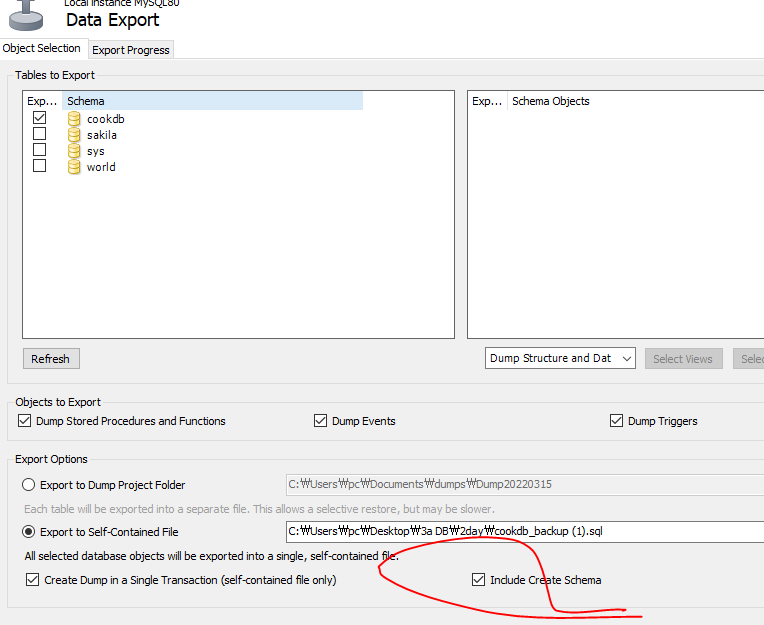 Local instance MySQL80
Data Export
Object Selection
Export Progress
Tables to Export
Exp... Schema
cookdb
sakila
sys
world
Exp... Schema Objects
Refresh
Dump Structure and Dat
Select Views
Selec
Objects to Export
Dump Stored Procedures and Functions
Dump Events
Dump Triggers
Export Options
Export to Dump Project Folder
C:₩Users₩pc₩Documents₩dumps₩Dump20220315
Each table will be exported into a separate file. This allows a selective restore, but may be slower.
Export to Self-Contained File
C:₩Users₩pc₩Desktop₩3a DB₩2day₩cookdb_backup (1).sql
All selected database objects will be exported into a single, self-contained file.
Create Dump in a Single Transaction (self-contained file only)
Include Create Schema